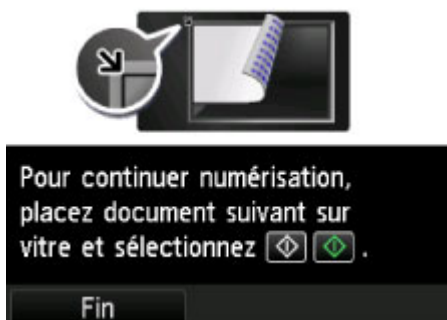 Pour continuer numérisation,
placez document suivant sur
vitre et sélectionnez .
Fin